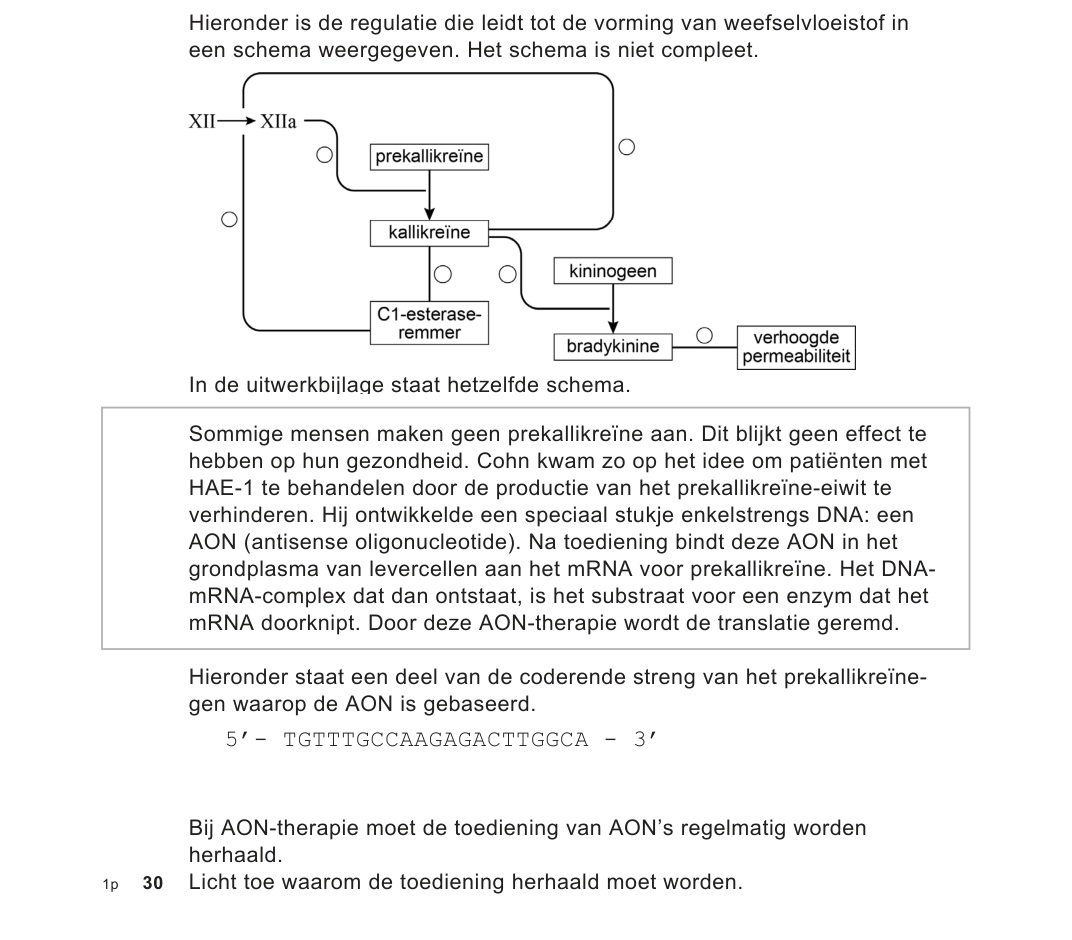 Hieronder is de regulatie die leidt tot de vorming van weefselvloeistof in
een schema weergegeven. Het schema is niet compleet.
XII XIIa
prekallikreïne
kallikreïne
kininogeen
C1-esterase-
remmer
bradykinine
verhoogde
permeabiliteit
In de uitwerkbijlage staat hetzelfde schema.
Sommige mensen maken geen prekallikreïne aan. Dit blijkt geen effect te
hebben op hun gezondheid. Cohn kwam zo op het idee om patiënten met
HAE-1 te behandelen door de productie van het prekallikreïne-eiwit te
verhinderen. Hij ontwikkelde een speciaal stukje enkelstrengs DNA: een
AON (antisense oligonucleotide). Na toediening bindt deze AON in het
grondplasma van levercellen aan het mRNA voor prekallikreïne. Het DNA-
mRNA-complex dat dan ontstaat, is het substraat voor een enzym dat het
mRNA doorknipt. Door deze AON-therapie wordt de translatie geremd.
Hieronder staat een deel van de coderende streng van het prekallikreïne-
gen waarop de AON is gebaseerd.
5′- TGTTTGCCAAGAGACTTGGCA - 3′
Bij AON-therapie moet de toediening van AON’s regelmatig worden
herhaald.
1p 30 Licht toe waarom de toediening herhaald moet worden.